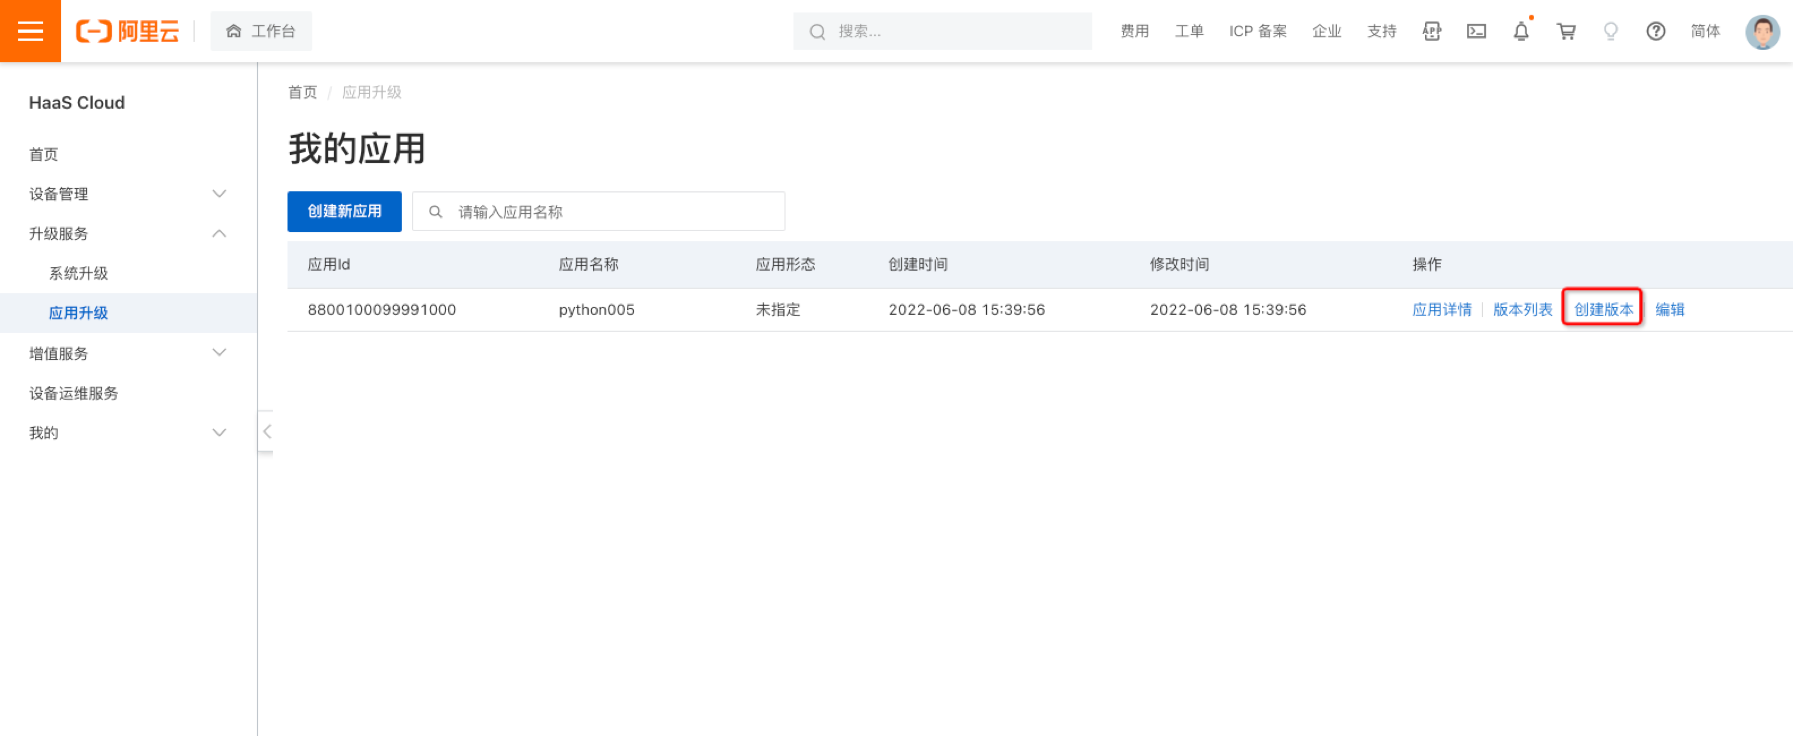 阿里云
工作台
搜索...
费用
工单
ICP 备案
企业
支持
APP
简体
HaaS Cloud
首页
设备管理
升级服务
系统升级
应用升级
增值服务
设备运维服务
我的
首页 / 应用升级
我的应用
创建新应用
请输入应用名称
应用Id 应用名称 应用形态 创建时间 修改时间 操作
8800100099991000 python005 未指定 2022-06-08 15:39:56 2022-06-08 15:39:56 应用详情 版本列表 创建版本 编辑